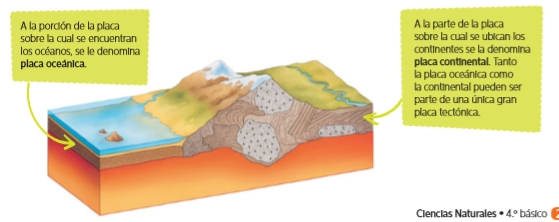 A la porción de la placa
sobre la cual se encuentran
los océanos, se le denomina
placa oceánica.
A la parte de la placa
sobre la cual se ubican los
continentes se la denomina
placa continental. Tanto
la placa oceánica como
la continental pueden ser
parte de una única gran
placa tectónica.
Ciencias Naturales • 4.º básico